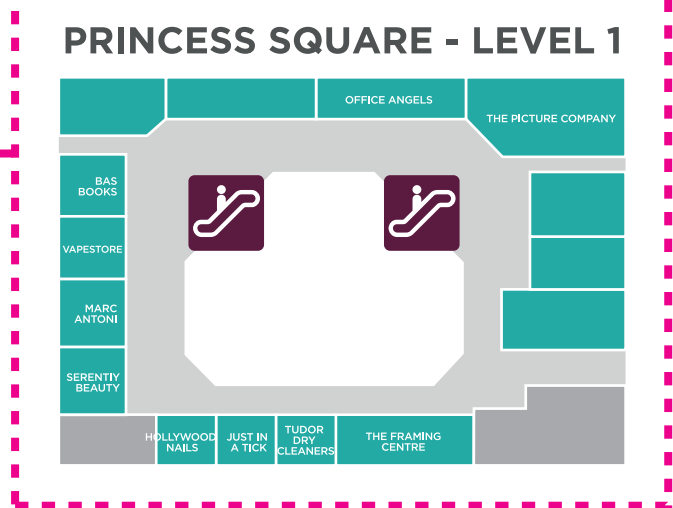 PRINCESS SQUARE - LEVEL 1
OFFICE ANGELS
THE PICTURE COMPANY
BAS
BOOKS
VAPESTORE
MARC
ANTONI
SERENTIY
BEAUTY
HOLLYWOOD
NAILS
JUST IN
A TICK
TUDOR
DRY
CLEANERS
THE FRAMING
CENTRE